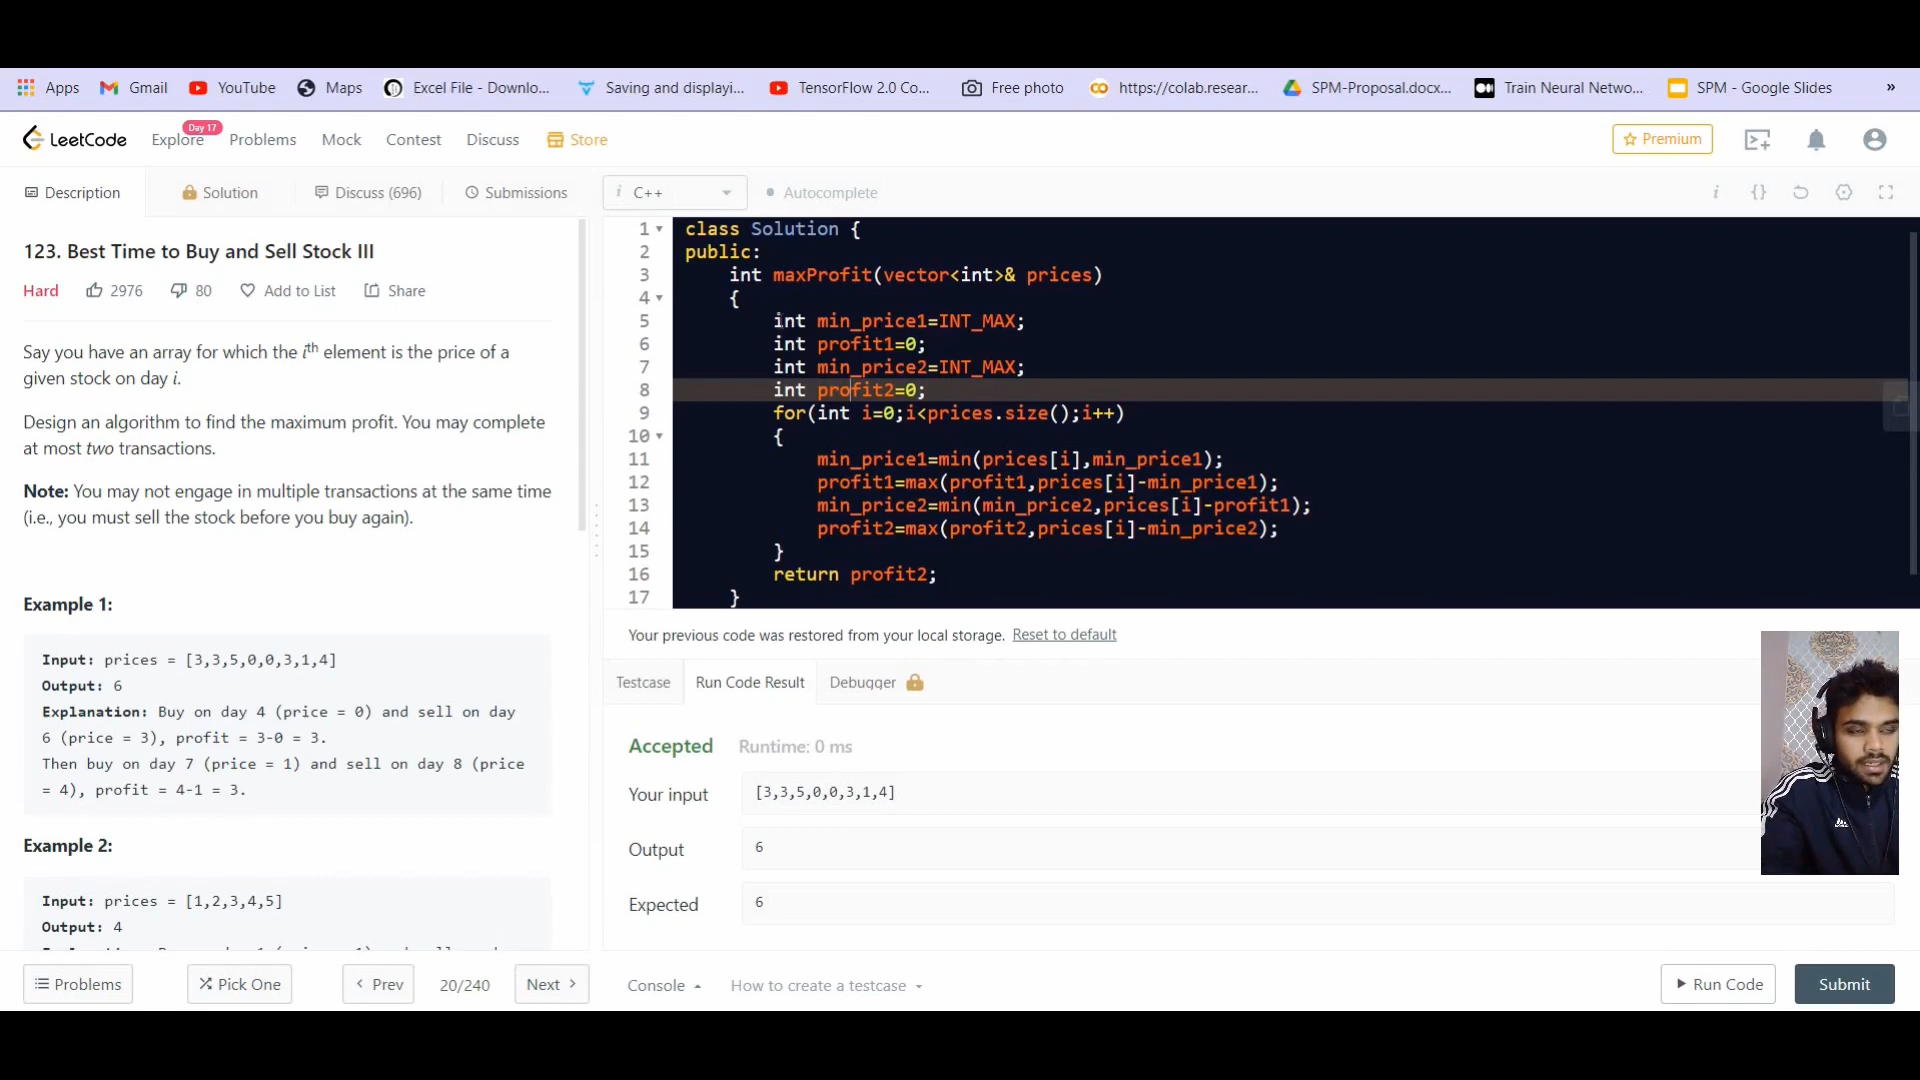 Apps Gmail YouTube Maps Excel File - Downlo... Saving and displayi... TensorFlow 2.0 Co... Free photo https://colab.resear... SPM-Proposal.docx... Train Neural Netwo... SPM - Google Slides »
LeetCode Explore Day 17 Problems Mock Contest Discuss Store Premium
Description Solution Discuss (696) Submissions i C++ Autocomplete i {}
123. Best Time to Buy and Sell Stock III
Hard 2976 80 Add to List Share
Say you have an array for which the ith element is the price of a
given stock on day i.
Design an algorithm to find the maximum profit. You may complete
at most two transactions.
Note: You may not engage in multiple transactions at the same time
(i.e., you must sell the stock before you buy again).
Example 1:
Input: prices = [3,3,5,0,0,3,1,4]
Output: 6
Explanation: Buy on day 4 (price = 0) and sell on day
6 (price = 3), profit = 3-0 = 3.
Then buy on day 7 (price = 1) and sell on day 8 (price
= 4), profit = 4-1 = 3.
Example 2:
Input: prices = [1,2,3,4,5]
Output: 4
1 class Solution {
2 public:
3 int maxProfit(vector<int>& prices)
4 {
5 int min_price1=INT_MAX;
6 int profit1=0;
7 int min_price2=INT_MAX;
8 int profit2=0;
9 for(int i=0;i<prices.size();i++)
10 {
11 min_price1=min(prices[i],min_price1);
12 profit1=max(profit1,prices[i]-min_price1);
13 min_price2=min(min_price2,prices[i]-profit1);
14 profit2=max(profit2,prices[i]-min_price2);
15 }
16 return profit2;
17 }
Your previous code was restored from your local storage. Reset to default
Testcase Run Code Result Debugger
Accepted Runtime: 0 ms
Your input [3,3,5,0,0,3,1,4]
Output 6
Expected 6
Problems Pick One Prev 20/240 Next Console How to create a testcase Run Code Submit